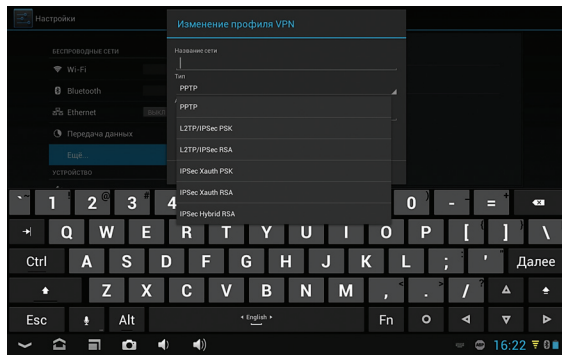 Настройки
Изменение профиля VPN
БЕСПРОВОДНЫЕ СЕТИ
Название сети
Wi-Fi
Тип
Bluetooth
PPTP
Ethernet
ВЫКЛ
PPTP
Передача данных
L2TP/IPSec PSK
Ещё...
L2TP/IPSec RSA
УСТРОЙСТВО
IPSec Xauth PSK
IPSec Xauth RSA
IPSec Hybrid RSA
` ~ 1 ! 2 @ 3 # 4 0 ) - _ = +
Q W E R T Y U I O P [ { ] } \
Ctrl A S D F G H J K L ; : ' " Далее
Z X C V B N M , < . > / ?
Esc Alt English Fn
16:22